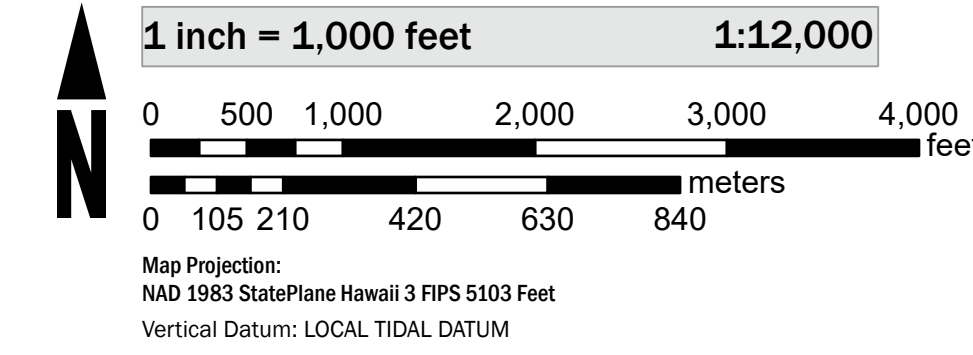 1 inch = 1,000 feet 1:12,000
0 500 1,000 2,000 3,000 4,000
feet
meters
0 105 210 420 630 840
N
Map Projection:
NAD 1983 StatePlane Hawaii 3 FIPS 5103 Feet
Vertical Datum: LOCAL TIDAL DATUM